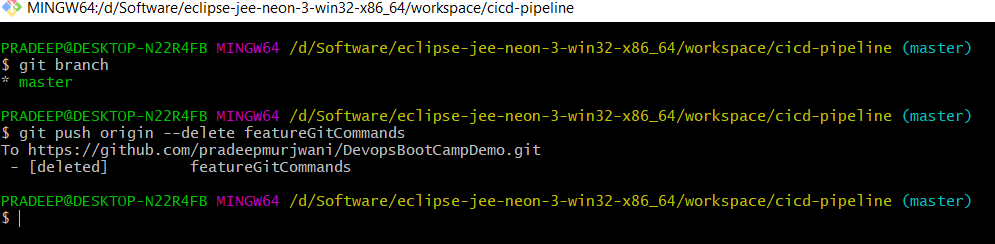 MINGW64:/d/Software/eclipse-jee-neon-3-win32-x86_64/workspace/cicd-pipeline
PRADEEP@DESKTOP-N22R4FB MINGW64 /d/Software/eclipse-jee-neon-3-win32-x86_64/workspace/cicd-pipeline (master)
$ git branch
* master
PRADEEP@DESKTOP-N22R4FB MINGW64 /d/Software/eclipse-jee-neon-3-win32-x86_64/workspace/cicd-pipeline (master)
$ git push origin --delete featureGitCommands
To https://github.com/pradeepmurjwani/DevopsBootCampDemo.git
 - [deleted]         featureGitCommands
PRADEEP@DESKTOP-N22R4FB MINGW64 /d/Software/eclipse-jee-neon-3-win32-x86_64/workspace/cicd-pipeline (master)
$